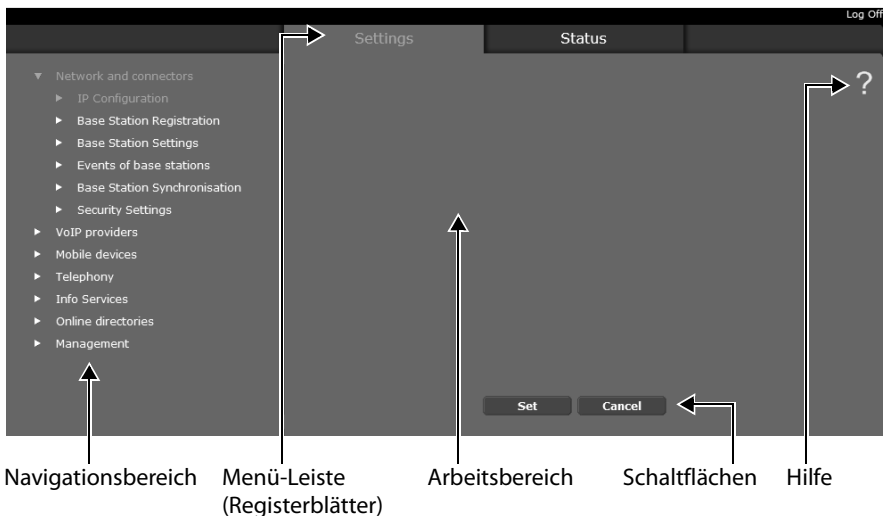 Log Off
Settings Status
▼ Network and connectors
► IP Configuration
► Base Station Registration
► Base Station Settings
► Events of base stations
► Base Station Synchronisation
► Security Settings
► VoIP providers
► Mobile devices
► Telephony
► Info Services
► Online directories
► Management
?
Set Cancel
Navigationsbereich Menü-Leiste Arbeitsbereich Schaltflächen Hilfe
(Registerblätter)